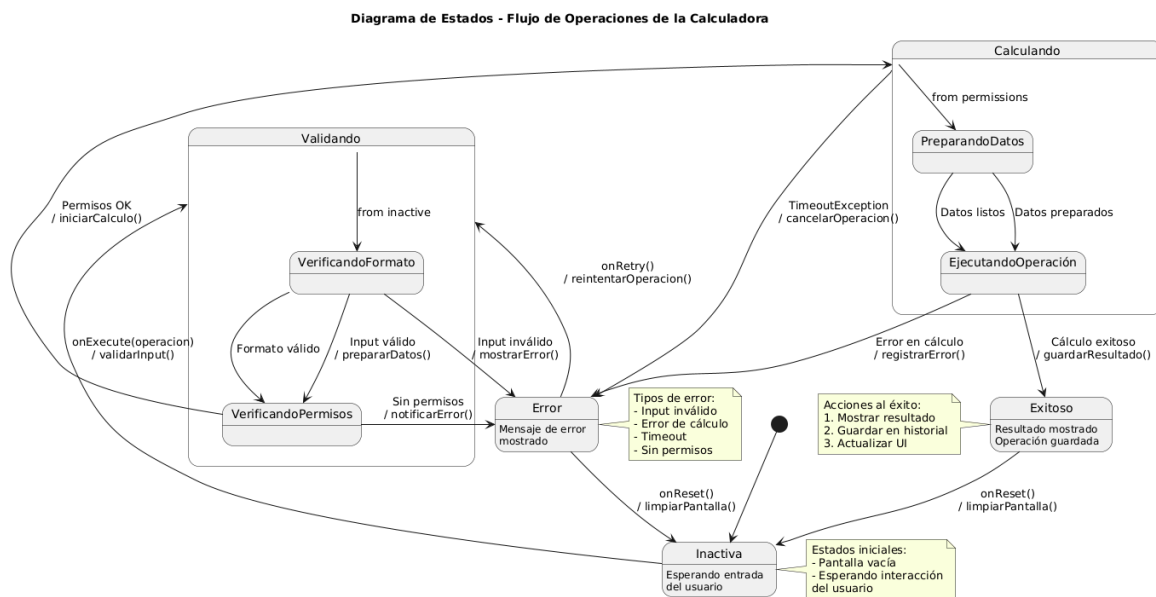 Diagrama de Estados - Flujo de Operaciones de la Calculadora
Calculando
from permissions
PreparandoDatos
Validando
Permisos OK
/ iniciarCalculo()
from inactive
TimeoutException
/ cancelarOperacion()
Datos listos
Datos preparados
VerificandoFormato
onRetry()
/ reintentarOperacion()
EjecutandoOperación
onExecute(operacion)
/ validarInput()
Formato válido
Input válido
/ prepararDatos()
Input inválido
/ mostrarError()
Error en cálculo
/ registrarError()
Cálculo exitoso
/ guardarResultado()
VerificandoPermisos
Sin permisos
/ notificarError()
Error
Mensaje de error
mostrado
Tipos de error:
- Input inválido
- Error de cálculo
- Timeout
- Sin permisos
Acciones al éxito:
1. Mostrar resultado
2. Guardar en historial
3. Actualizar UI
Exitoso
Resultado mostrado
Operación guardada
onReset()
/ limpiarPantalla()
onReset()
/ limpiarPantalla()
Inactiva
Esperando entrada
del usuario
Estados iniciales:
- Pantalla vacía
- Esperando interacción
del usuario